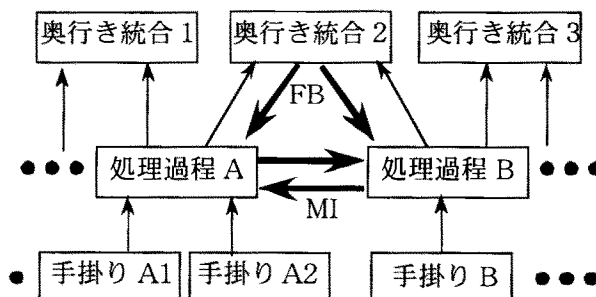 奥行き統合 1 奥行き統合 2 奥行き統合 3
FB
処理過程 A 処理過程 B
MI
手掛り A1 手掛り A2 手掛り B